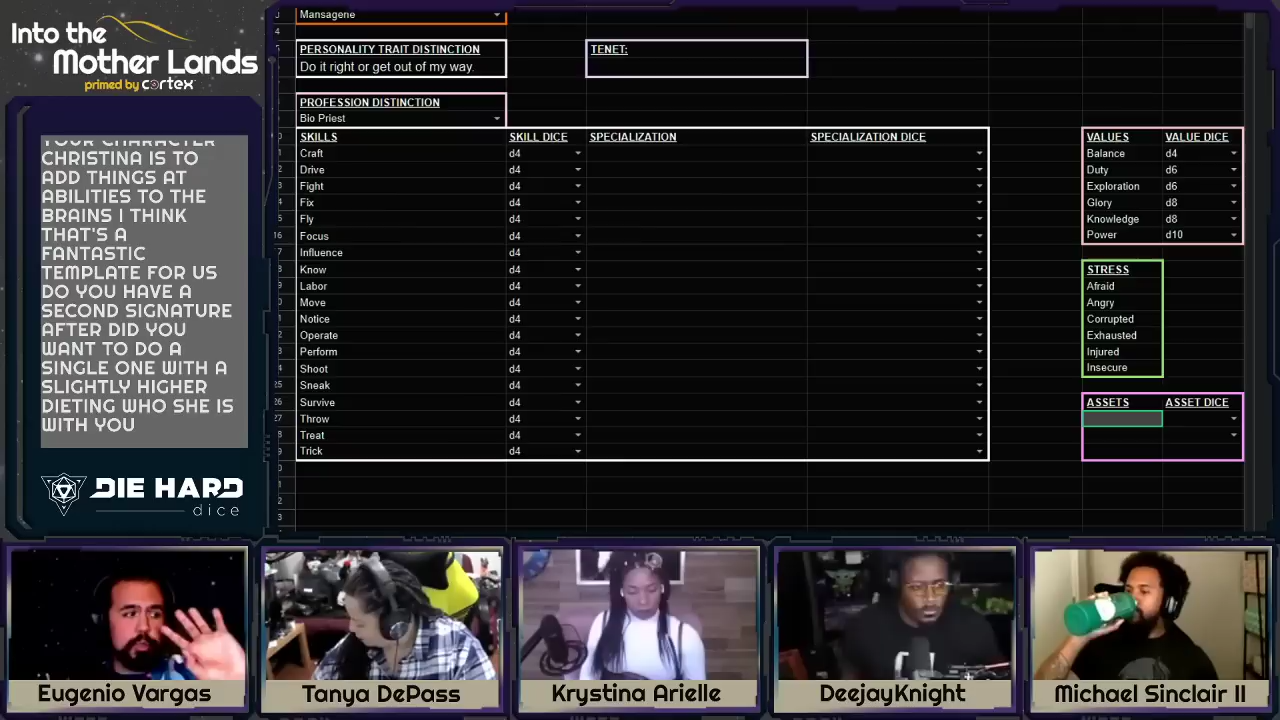 Into the
Mother Lands
primed by cortex
YOUR CHARACTER
CHRISTINA IS TO
ADD THINGS AT
ABILITIES TO THE
BRAINS I THINK
THAT'S A
FANTASTIC
TEMPLATE FOR US
DO YOU HAVE A
SECOND SIGNATURE
AFTER DID YOU
WANT TO DO A
SINGLE ONE WITH A
SLIGHTLY HIGHER
DIETING WHO SHE IS
WITH YOU
DIE HARD
dice
Mansagene
PERSONALITY TRAIT DISTINCTION
Do it right or get out of my way.
TENET:
PROFESSION DISTINCTION
Bio Priest
SKILLS SKILL DICE SPECIALIZATION SPECIALIZATION DICE
Craft d4
Drive d4
Fight d4
Fix d4
Fly d4
Focus d4
Influence d4
Know d4
Labor d4
Move d4
Notice d4
Operate d4
Perform d4
Shoot d4
Sneak d4
Survive d4
Throw d4
Treat d4
Trick d4
VALUES VALUE DICE
Balance d4
Duty d6
Exploration d6
Glory d8
Knowledge d8
Power d10
STRESS
Afraid
Angry
Corrupted
Exhausted
Injured
Insecure
ASSETS ASSET DICE
Eugenio Vargas
Tanya DePass
Krystina Arielle
DeejayKnight
Michael Sinclair II